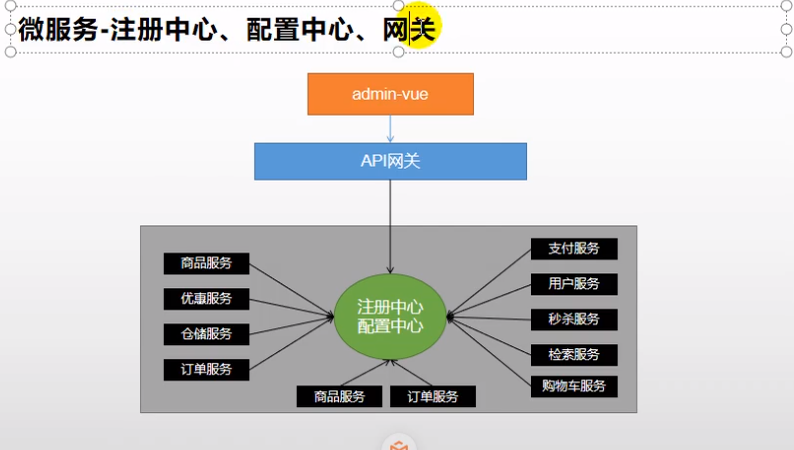 微服务-注册中心、配置中心、网关
admin-vue
API网关
商品服务
优惠服务
仓储服务
订单服务
注册中心
配置中心
支付服务
用户服务
秒杀服务
检索服务
购物车服务
商品服务
订单服务